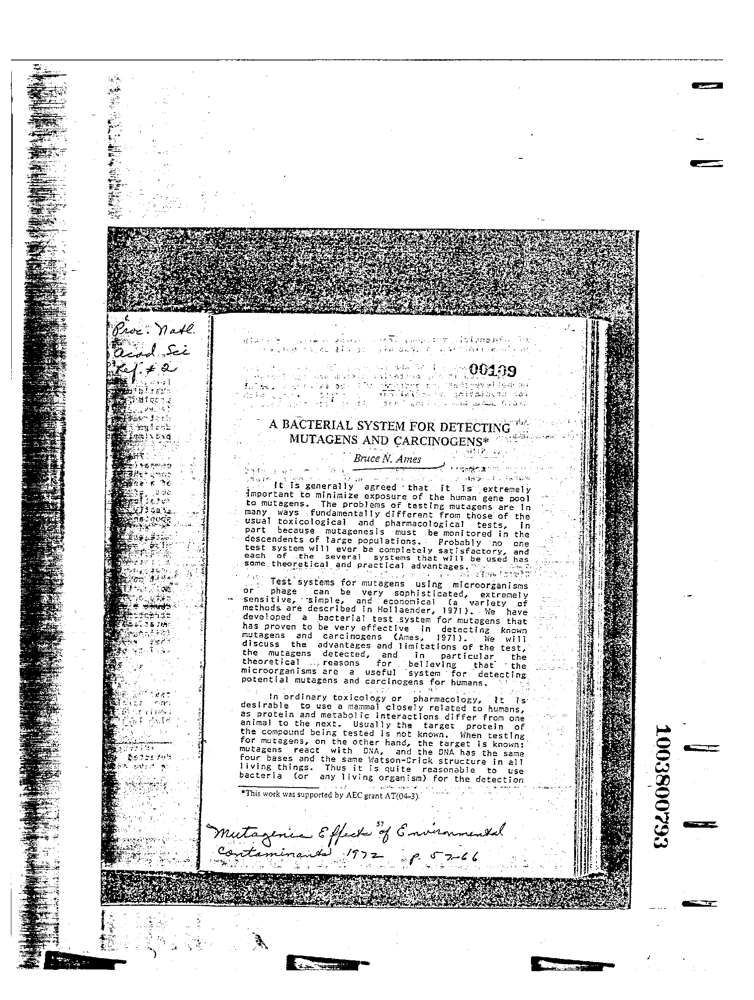 Proc. Natl.
Acad Sci
Ref # 2
00109
A BACTERIAL SYSTEM FOR DETECTING
MUTAGENS AND CARCINOGENS*
Bruce N. Ames
It is generally agreed that it is extremely
important to minimize exposure of the human gene pool
to mutagens. The problems of testing mutagens are in
many ways fundamentally different from those of the
usual toxicological and pharmacological tests, in
part because mutagenesis must be monitored in the
descendents of large populations. Probably no one
test system will ever be completely satisfactory, and
each of the several systems that will be used has
some theoretical and practical advantages.
Test systems for mutagens using microorganisms
or phage can be very sophisticated, extremely
sensitive, simple, and economical (a variety of
methods are described in Hollaender, 1971). We have
developed a bacterial test system for mutagens that
has proven to be very effective in detecting known
mutagens and carcinogens (Ames, 1971). We will
discuss the advantages and limitations of the test,
the mutagens detected, and in particular the
theoretical reasons for believing that the
microorganisms are a useful system for detecting
potential mutagens and carcinogens for humans.
In ordinary toxicology or pharmacology, it is
desirable to use a mammal closely related to humans,
as protein and metabolic interactions differ from one
animal to the next. Usually the target protein of
the compound being tested is not known. When testing
for mutagens, on the other hand, the target is known:
mutagens react with DNA, and the DNA has the same
four bases and the same Watson-Crick structure in all
living things. Thus it is quite reasonable to use
bacteria (or any living organism) for the detection
*This work was supported by AEC grant AT(04-3).
57
Mutagenic Effects of Environmental
Contaminants 1972 p. 57-66
1003800793